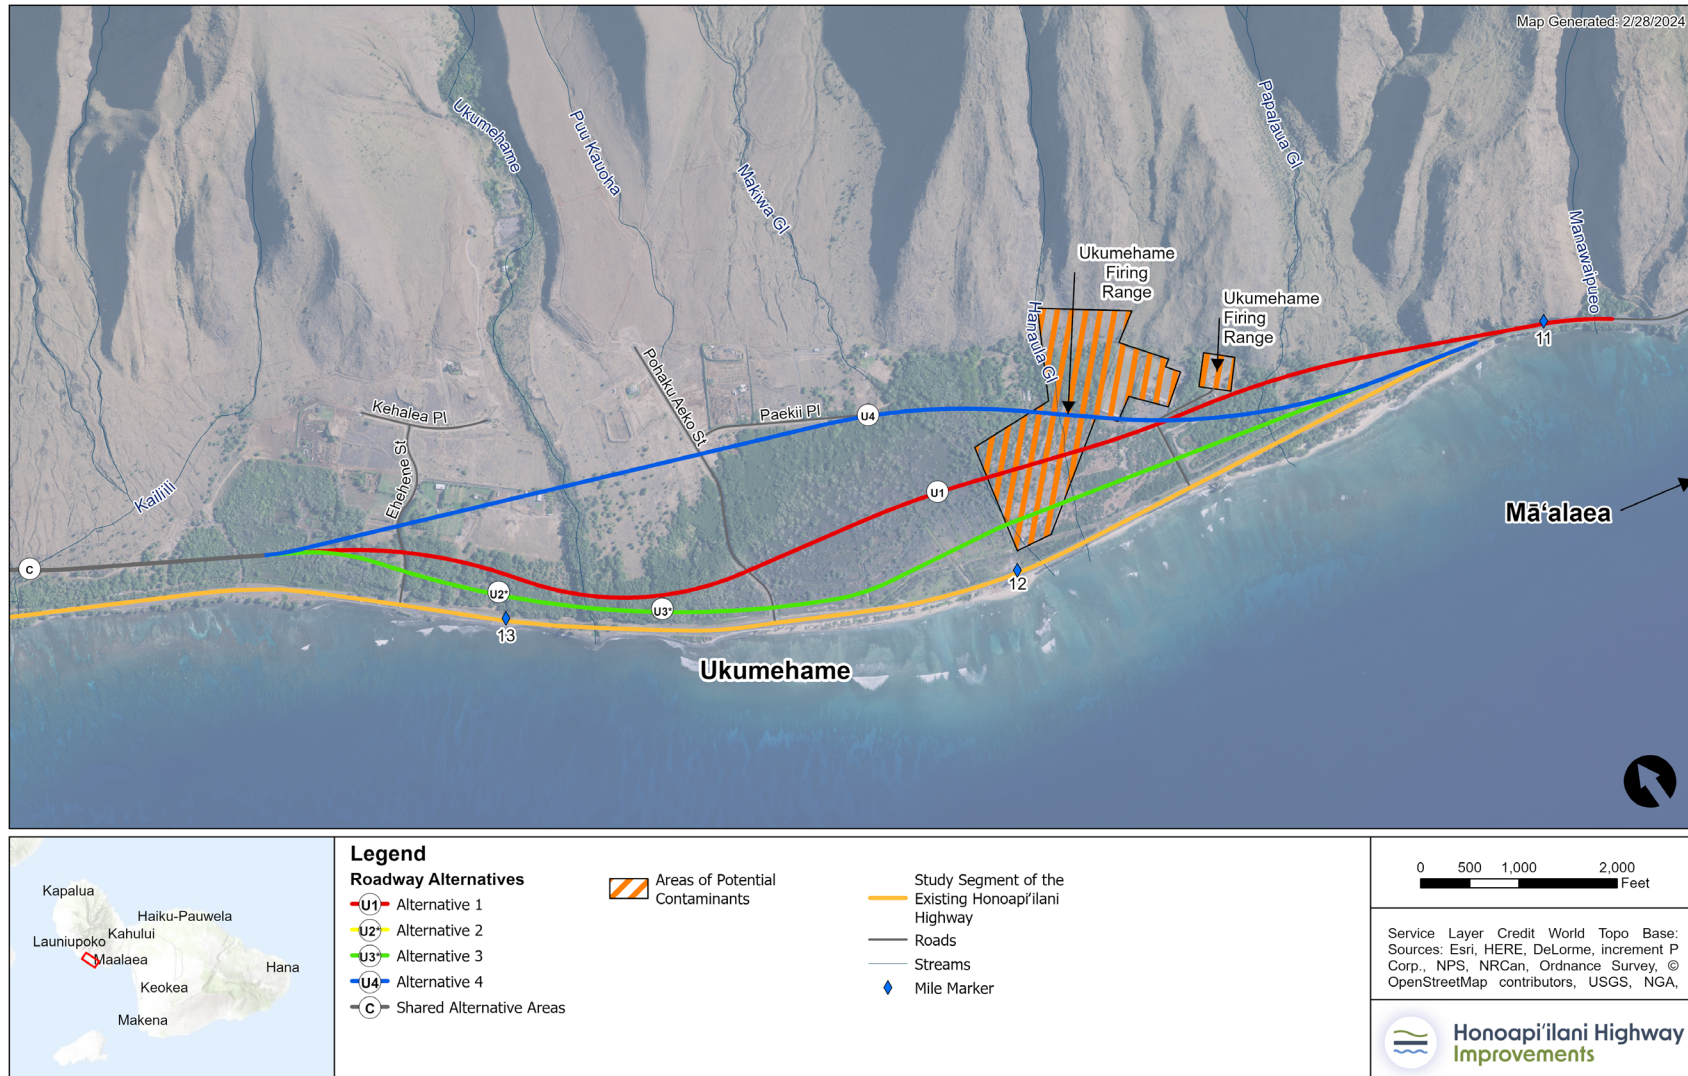 Map Generated: 2/28/2024
Ukumehame
Puu Kauoha
Makiwa Gl
Papalaua Gl
Manawaipueo
Hanaula Gl
Ukumehame
Firing
Range
Ukumehame
Firing
Range
11
Pohaku Aeko St
Kehalea Pl
Paekii Pl
U4
Ehehene St
Kailiili
U1
Mā‘alaea
C
U2*
U3*
12
13
Ukumehame
Kapalua
Haiku-Pauwela
Kahului
Launiupoko
Maalaea
Hana
Keokea
Makena
Legend
Roadway Alternatives
U1 Alternative 1
U2* Alternative 2
U3* Alternative 3
U4 Alternative 4
C Shared Alternative Areas
Areas of Potential
Contaminants
Study Segment of the
Existing Honoapi‘ilani
Highway
Roads
Streams
Mile Marker
0 500 1,000 2,000
Feet
Service Layer Credit World Topo Base:
Sources: Esri, HERE, DeLorme, increment P
Corp., NPS, NRCan, Ordnance Survey, ©
OpenStreetMap contributors, USGS, NGA,
Honoapi‘ilani Highway
Improvements